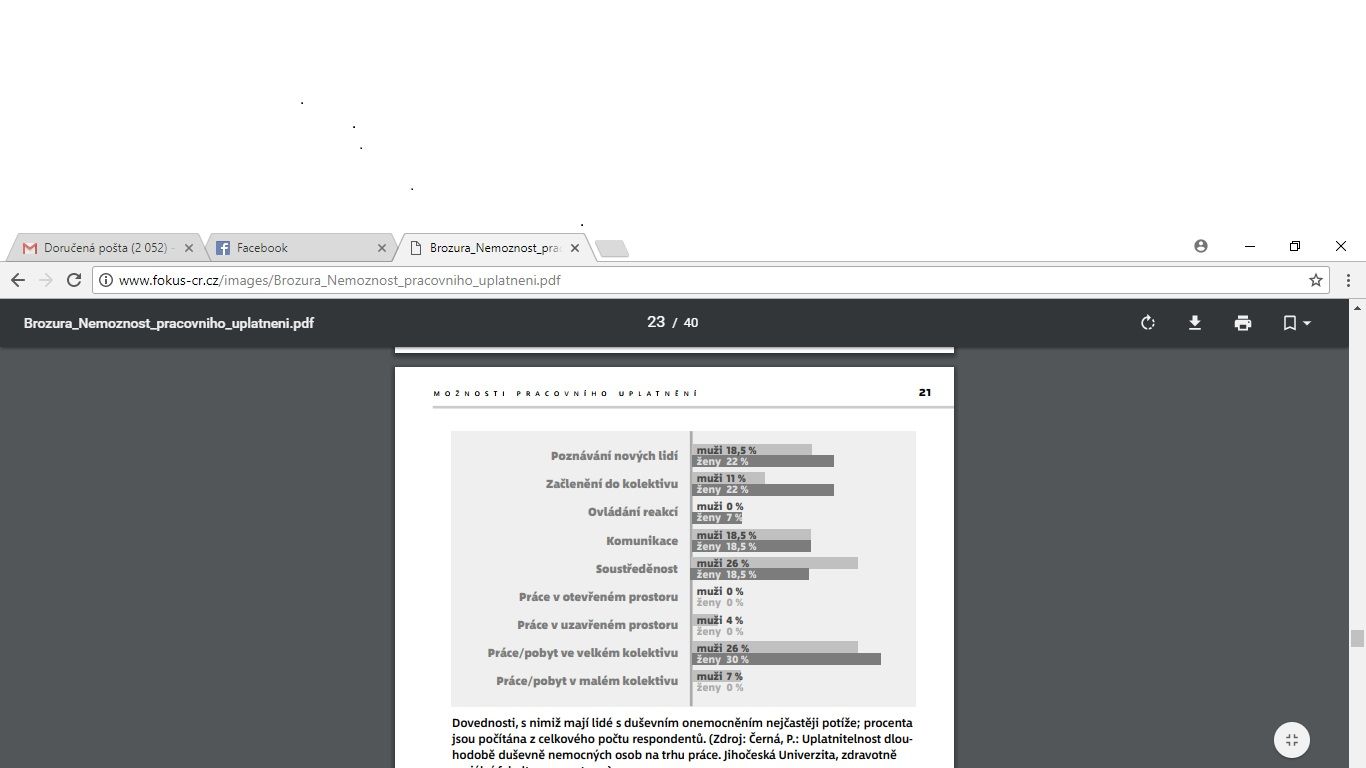 Doručená pošta (2 052) -
Facebook
Brozura_Nemoznost_prac
www.fokus-cr.cz/images/Brozura_Nemoznost_pracovniho_uplatneni.pdf
Brozura_Nemoznost_pracovniho_uplatneni.pdf
23 / 40
MOŽNOSTI PRACOVNÍHO UPLATNĚNÍ
21
Poznávání nových lidí
muži 18,5 %
ženy 22 %
Začlenění do kolektivu
muži 11 %
ženy 22 %
Ovládání reakcí
muži 0 %
ženy 7 %
Komunikace
muži 18,5 %
ženy 18,5 %
Soustředěnost
muži 26 %
ženy 18,5 %
Práce v otevřeném prostoru
muži 0 %
ženy 0 %
Práce v uzavřeném prostoru
muži 4 %
ženy 0 %
Práce/pobyt ve velkém kolektivu
muži 26 %
ženy 30 %
Práce/pobyt v malém kolektivu
muži 7 %
ženy 0 %
Dovednosti, s nimiž mají lidé s duševním onemocněním nejčastěji potíže; procenta
jsou počítána z celkového počtu respondentů. (Zdroj: Černá, P.: Uplatnitelnost dlou-
hodobě duševně nemocných osob na trhu práce. Jihočeská Univerzita, zdravotně